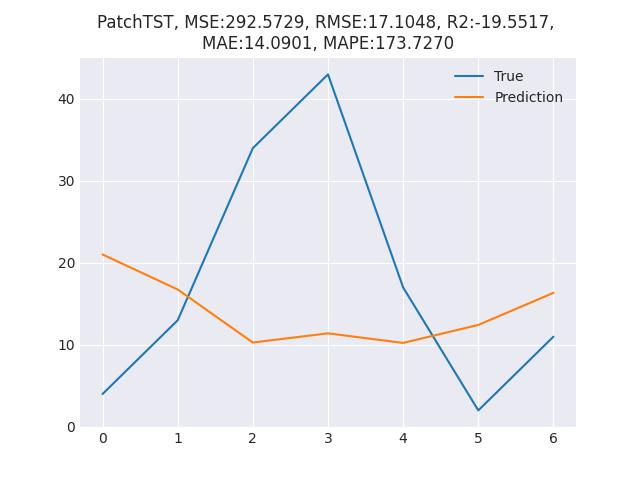 PatchTST, MSE:292.5729, RMSE:17.1048, R2:-19.5517,
MAE:14.0901, MAPE:173.7270
True
Prediction
40
30
20
10
0
0 1 2 3 4 5 6